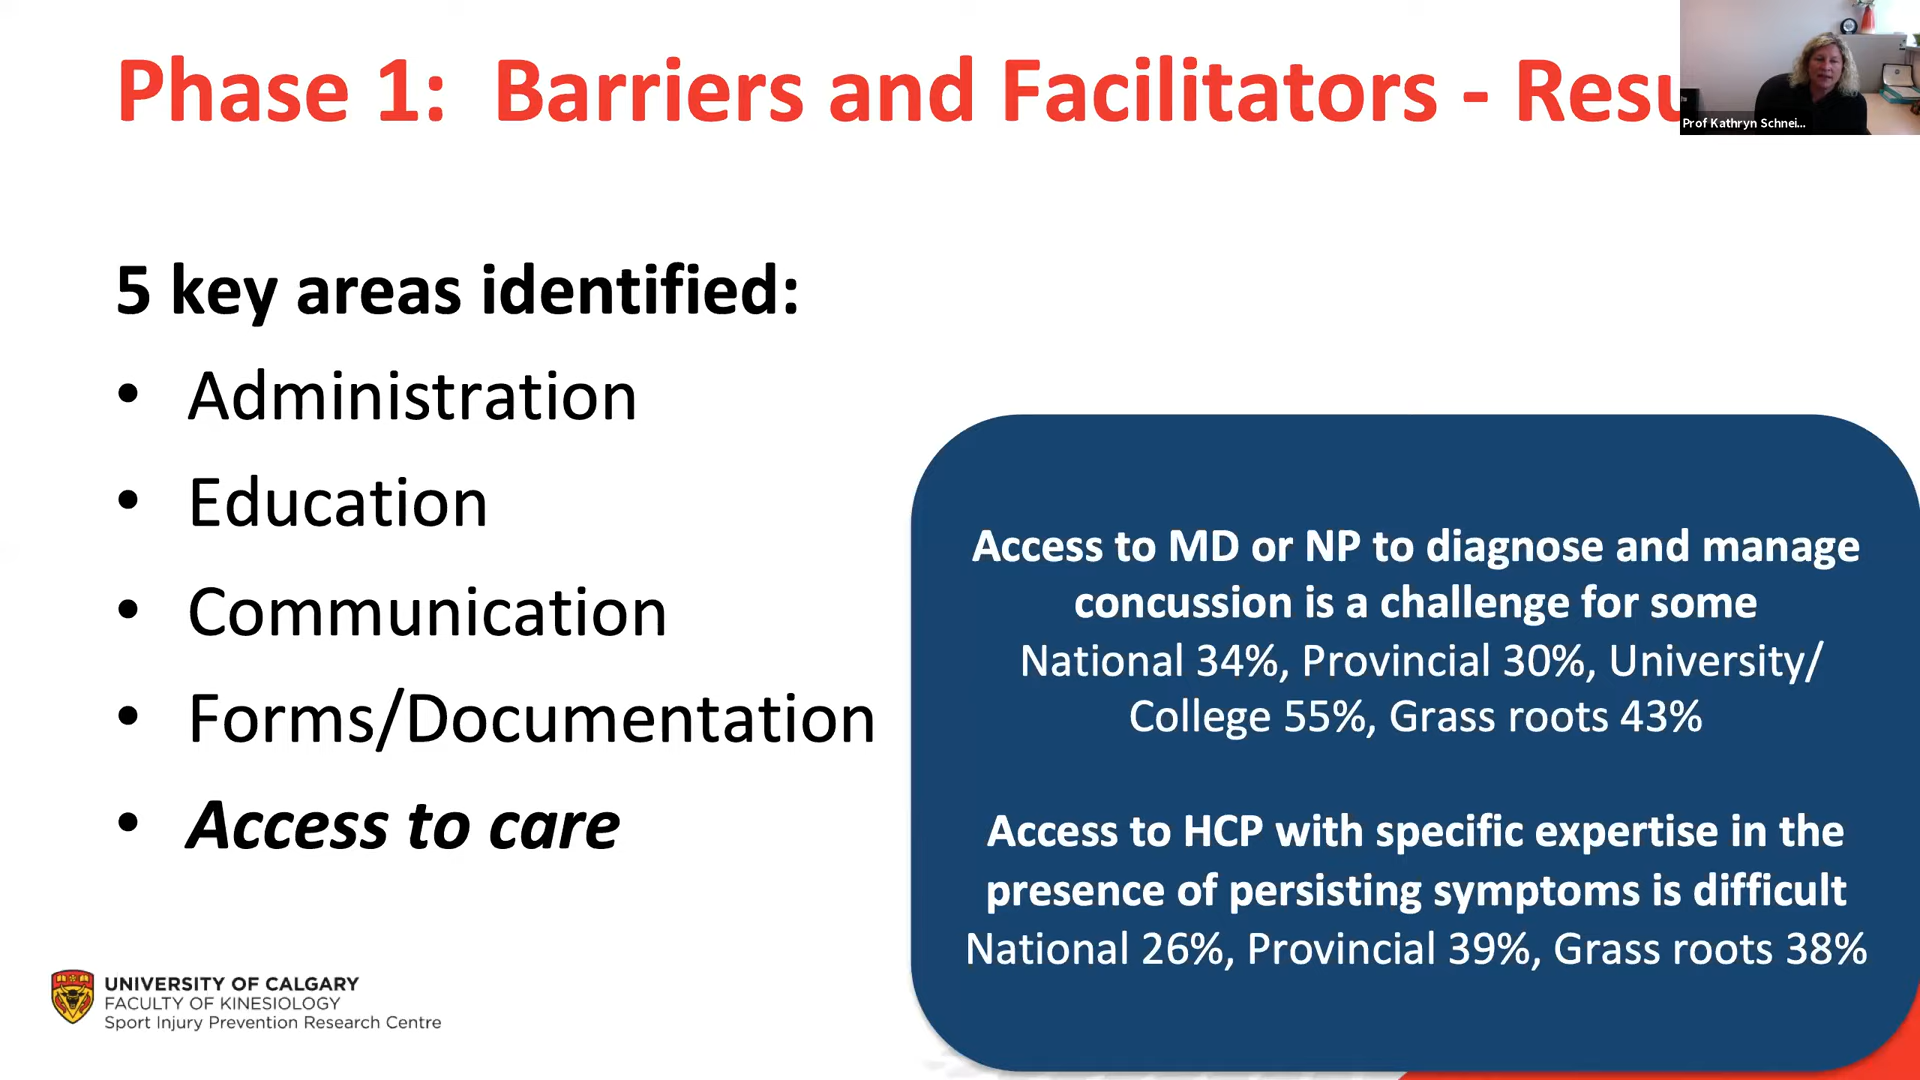 Phase 1: Barriers and Facilitators - Resu
Prof Kathryn Schnei...
5 key areas identified:
• Administration
• Education
• Communication
• Forms/Documentation
• Access to care
Access to MD or NP to diagnose and manage
concussion is a challenge for some
National 34%, Provincial 30%, University/
College 55%, Grass roots 43%
Access to HCP with specific expertise in the
presence of persisting symptoms is difficult
National 26%, Provincial 39%, Grass roots 38%
UNIVERSITY OF CALGARY
FACULTY OF KINESIOLOGY
Sport Injury Prevention Research Centre